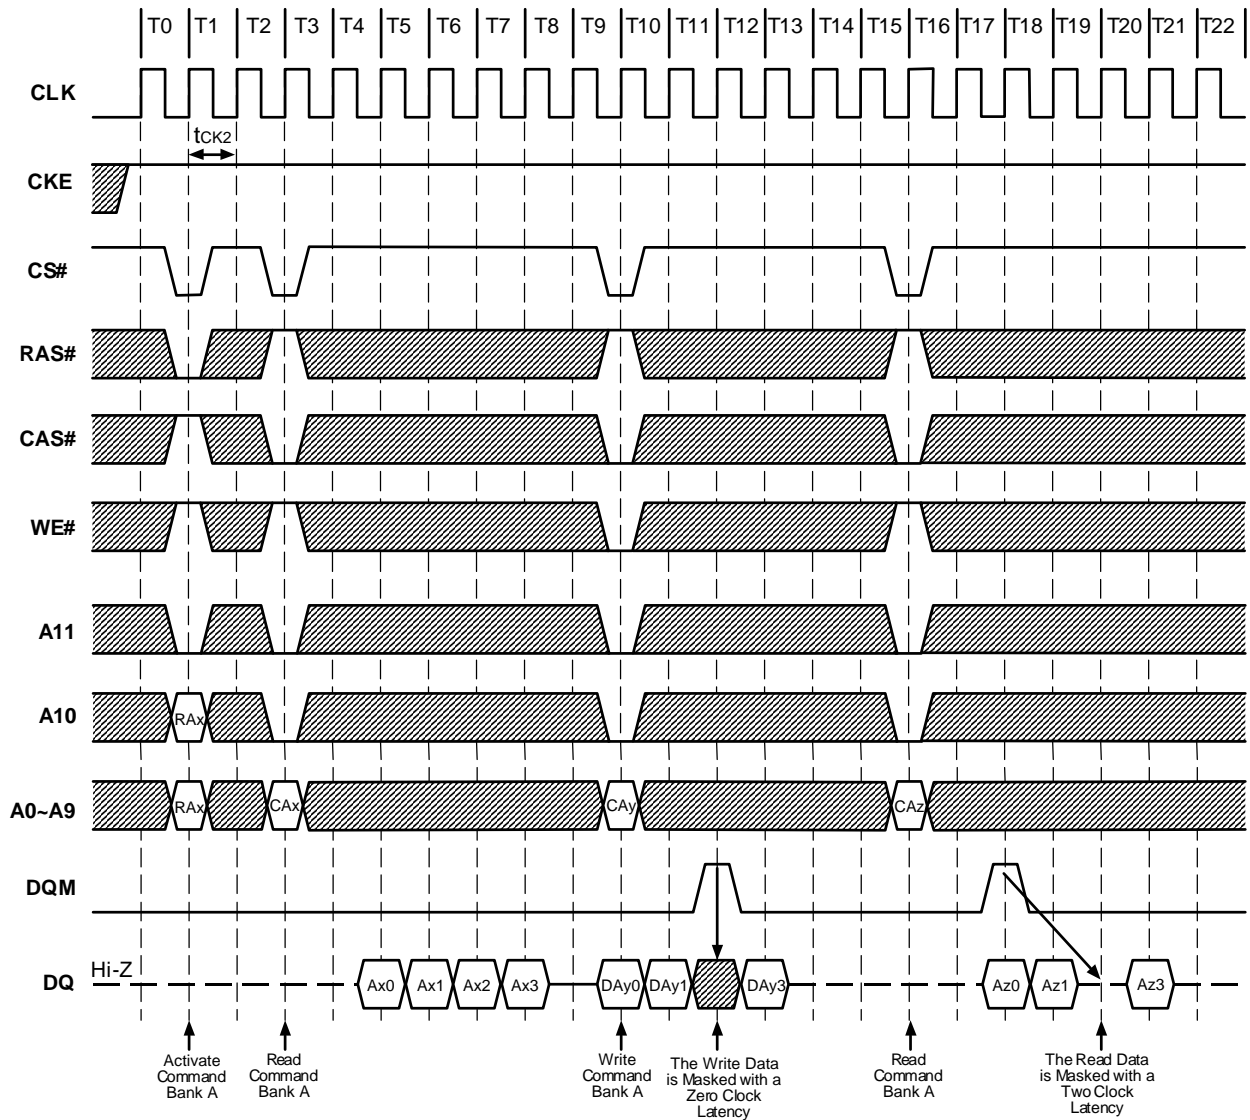 T0 T1 T2 T3 T4 T5 T6 T7 T8 T9 T10 T11 T12 T13 T14 T15 T16 T17 T18 T19 T20 T21 T22
CLK
tCK2
CKE
CS#
RAS#
CAS#
WE#
A11
A10
RAx
A0~A9
RAx CAx CAy CAz
DQM
Hi-Z
DQ
Ax0 Ax1 Ax2 Ax3 DAy0 DAy1 DAy3 Az0 Az1 Az3
Activate
Command
Bank A
Read
Command
Bank A
Write
Command
Bank A
The Write Data
is Masked with a
Zero Clock
Latency
Read
Command
Bank A
The Read Data
is Masked with a
Two Clock
Latency